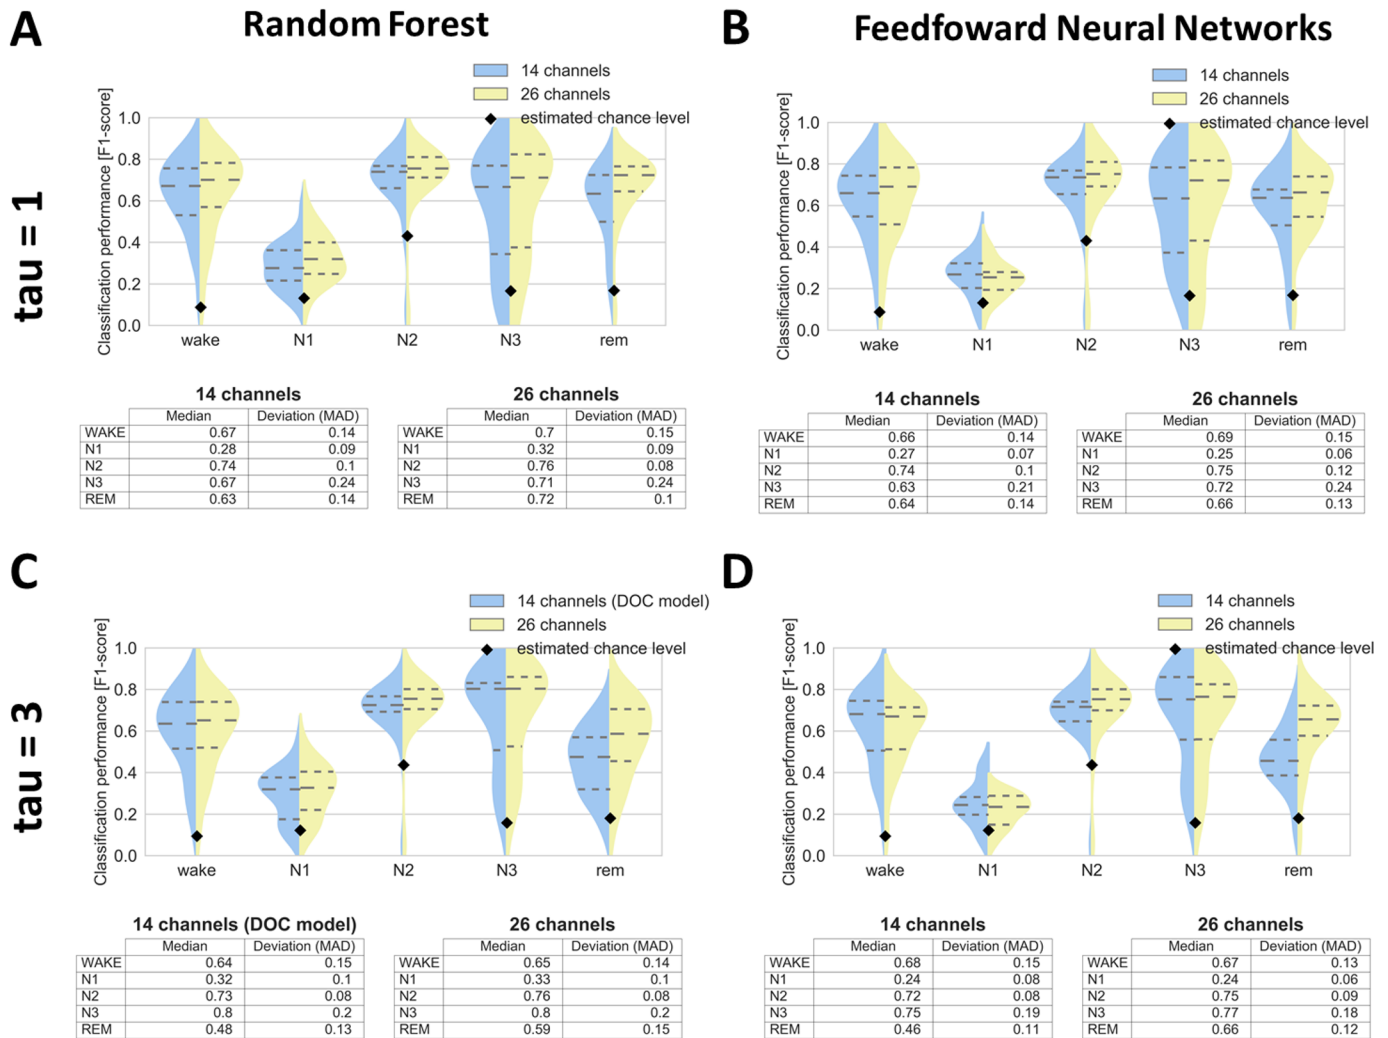 A
Random Forest
14 channels
26 channels
estimated chance level
Classification performance [F1-score]
1.0
0.8
0.6
0.4
0.2
0.0
wake N1 N2 N3 rem
tau = 1
14 channels
Median Deviation (MAD)
WAKE 0.67 0.14
N1 0.28 0.09
N2 0.74 0.1
N3 0.67 0.24
REM 0.63 0.14
26 channels
Median Deviation (MAD)
WAKE 0.7 0.15
N1 0.32 0.09
N2 0.76 0.08
N3 0.71 0.24
REM 0.72 0.1
B
Feedfoward Neural Networks
14 channels
26 channels
estimated chance level
Classification performance [F1-score]
1.0
0.8
0.6
0.4
0.2
0.0
wake N1 N2 N3 rem
14 channels
Median Deviation (MAD)
WAKE 0.66 0.14
N1 0.27 0.07
N2 0.74 0.1
N3 0.63 0.21
REM 0.64 0.14
26 channels
Median Deviation (MAD)
WAKE 0.69 0.15
N1 0.25 0.06
N2 0.75 0.12
N3 0.72 0.24
REM 0.66 0.13
C
14 channels (DOC model)
26 channels
estimated chance level
Classification performance [F1-score]
1.0
0.8
0.6
0.4
0.2
0.0
wake N1 N2 N3 rem
tau = 3
14 channels (DOC model)
Median Deviation (MAD)
WAKE 0.64 0.15
N1 0.32 0.1
N2 0.73 0.08
N3 0.8 0.2
REM 0.48 0.13
26 channels
Median Deviation (MAD)
WAKE 0.65 0.14
N1 0.33 0.1
N2 0.76 0.08
N3 0.8 0.2
REM 0.59 0.15
D
14 channels
26 channels
estimated chance level
Classification performance [F1-score]
1.0
0.8
0.6
0.4
0.2
0.0
wake N1 N2 N3 rem
14 channels
Median Deviation (MAD)
WAKE 0.68 0.15
N1 0.24 0.08
N2 0.72 0.08
N3 0.75 0.19
REM 0.46 0.11
26 channels
Median Deviation (MAD)
WAKE 0.67 0.13
N1 0.24 0.06
N2 0.75 0.09
N3 0.77 0.18
REM 0.66 0.12